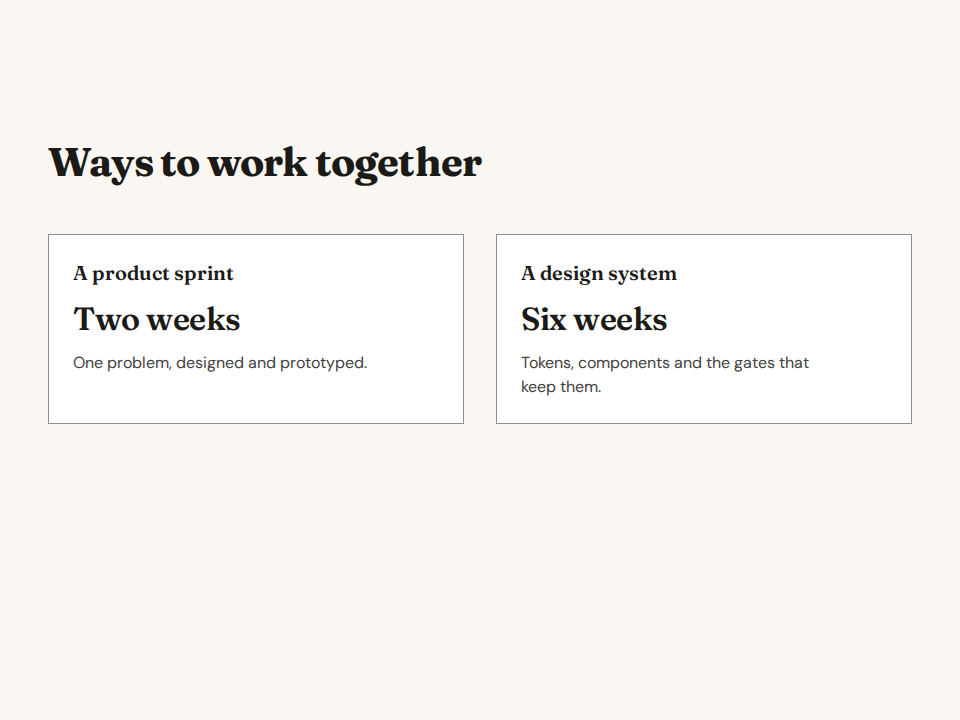 Ways to work together
A product sprint
Two weeks
One problem, designed and prototyped.
A design system
Six weeks
Tokens, components and the gates that
keep them.